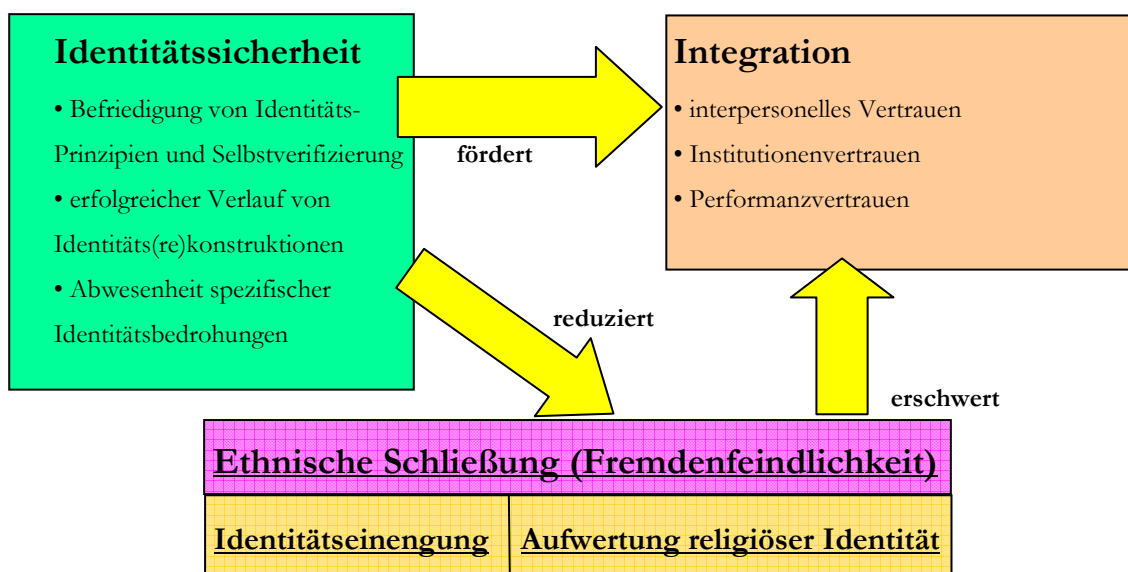 Identitätssicherheit
• Befriedigung von Identitäts-
Prinzipien und Selbstverifizierung
• erfolgreicher Verlauf von
Identitäts(re)konstruktionen
• Abwesenheit spezifischer
Identitätsbedrohungen
fördert
Integration
• interpersonelles Vertrauen
• Institutionenvertrauen
• Performanzvertrauen
reduziert
erschwert
Ethnische Schließung (Fremdenfeindlichkeit)
Identitätseinengung
Aufwertung religiöser Identität